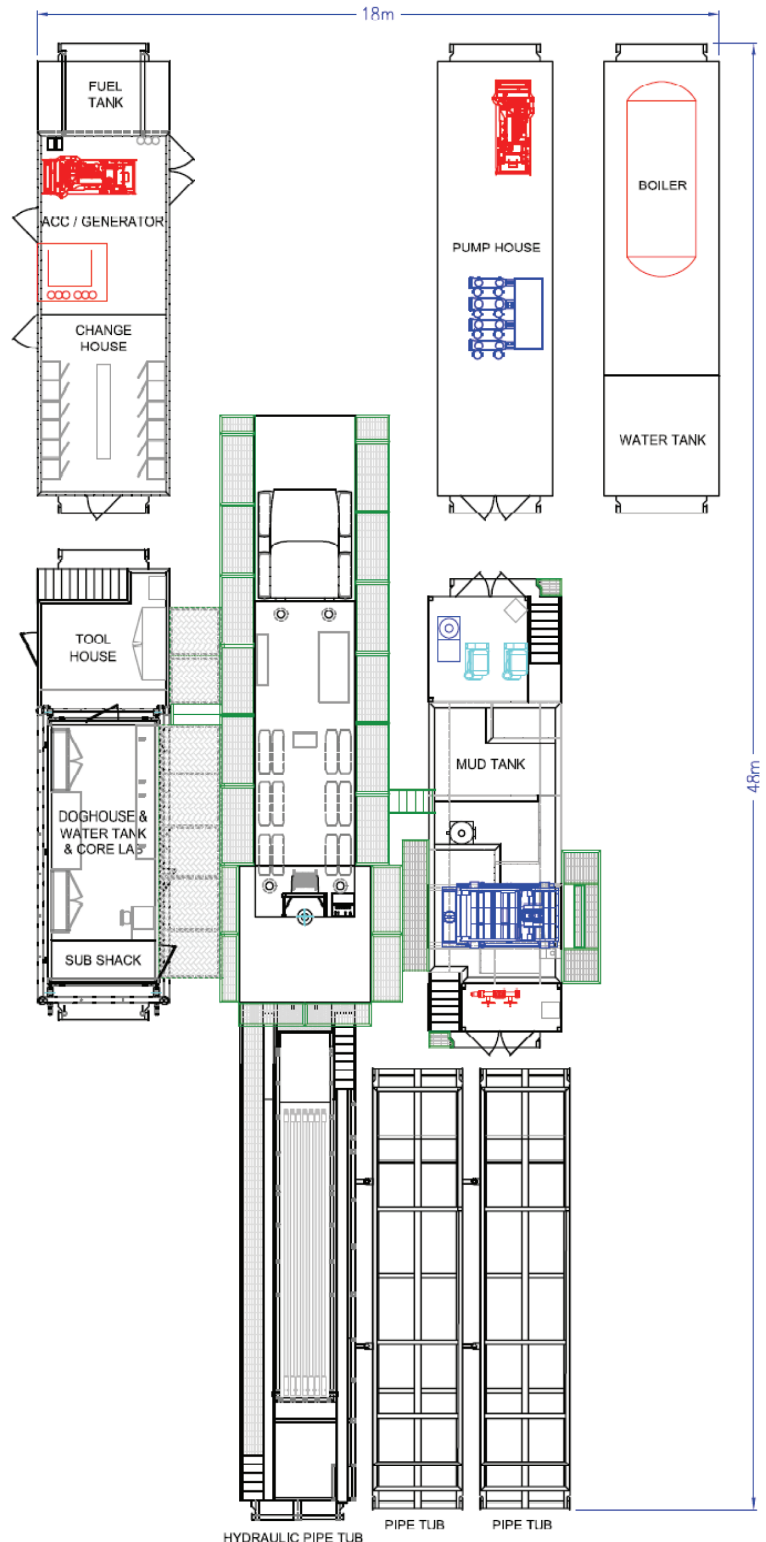 18m
FUEL
TANK
ACC / GENERATOR
CHANGE
HOUSE
PUMP HOUSE
BOILER
WATER TANK
TOOL
HOUSE
DOGHOUSE &
WATER TANK
& CORE LAB
SUB SHACK
MUD TANK
48m
HYDRAULIC PIPE TUB
PIPE TUB
PIPE TUB